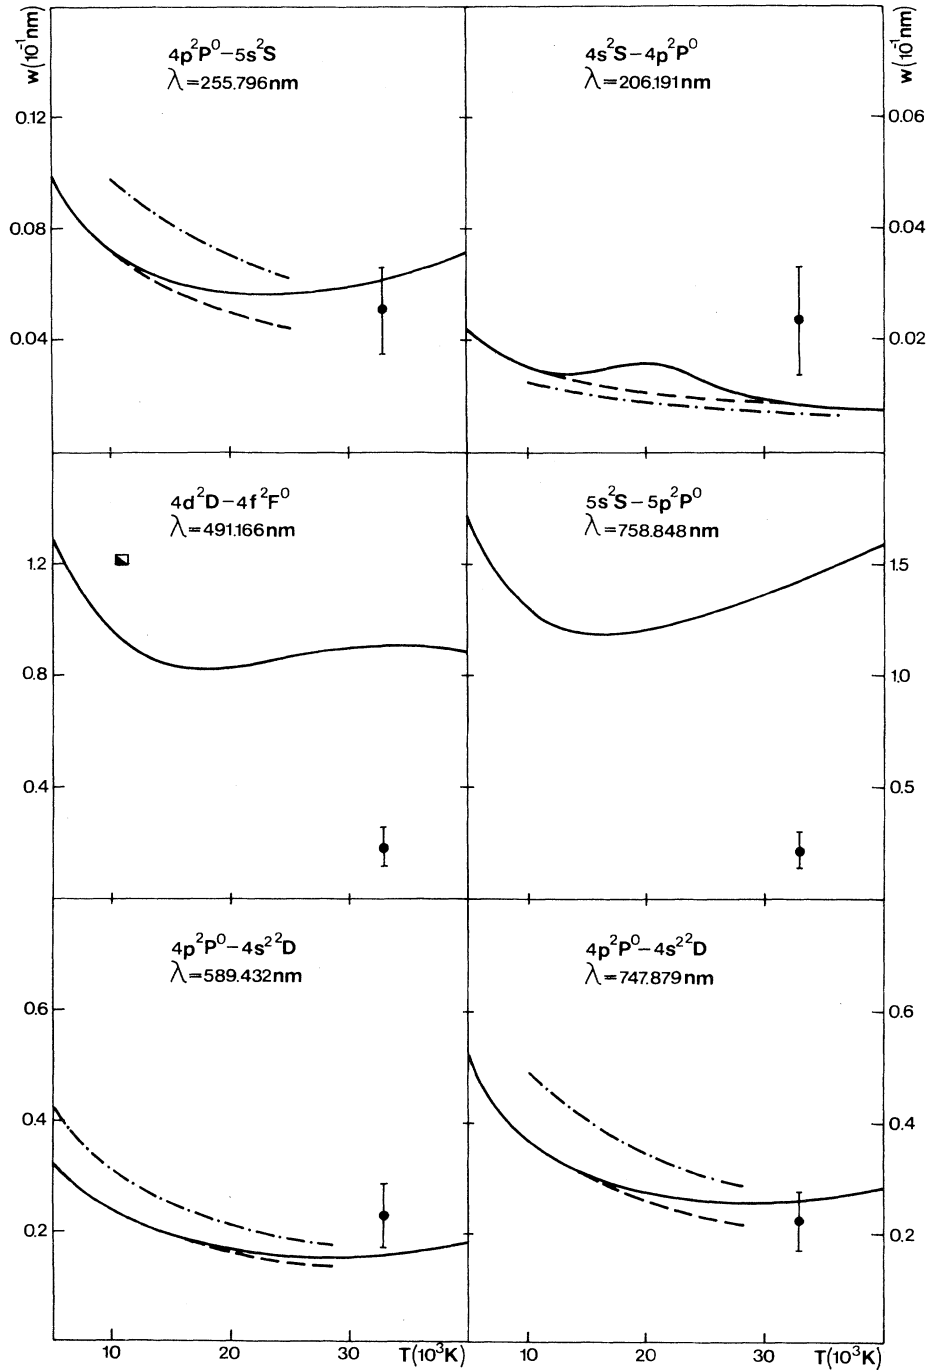 w(10⁻¹nm)
4p²P⁰–5s²S
λ=255.796nm
0.12
0.08
0.04
4s²S–4p²P⁰
λ=206.191nm
w(10⁻¹nm)
0.06
0.04
0.02
4d²D–4f²F⁰
λ=491.166nm
1.2
0.8
0.4
5s²S–5p²P⁰
λ=758.848nm
1.5
1.0
0.5
4p²P⁰–4s²²D
λ=589.432nm
0.6
0.4
0.2
4p²P⁰–4s²²D
λ=747.879nm
0.6
0.4
0.2
10 20 30 T(10³K) 10 20 30 T(10³K)